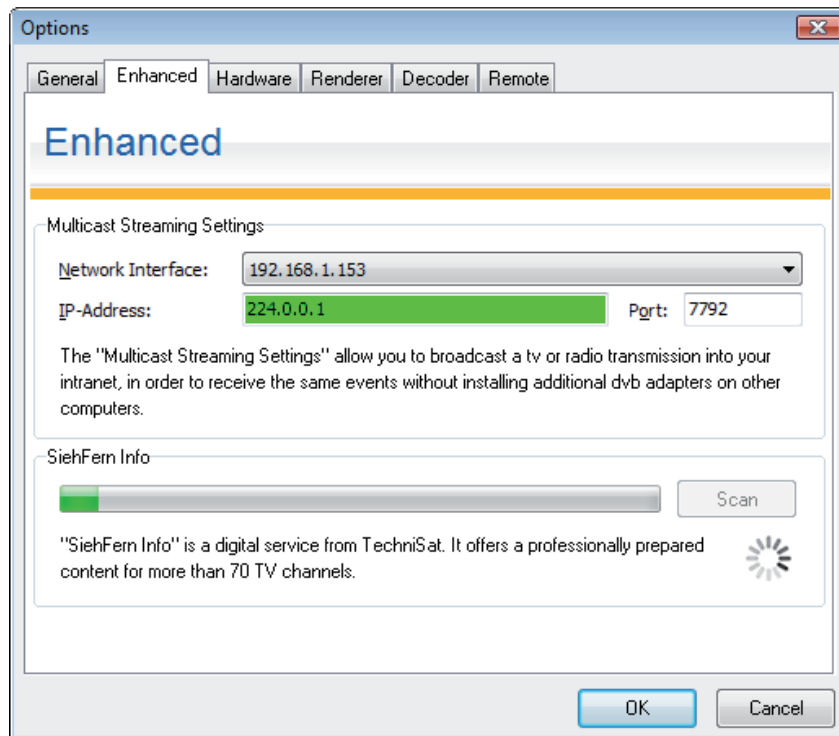 Options
General Enhanced Hardware Renderer Decoder Remote
Enhanced
Multicast Streaming Settings
Network Interface: 192.168.1.153
IP-Address: 224.0.0.1 Port: 7792
The "Multicast Streaming Settings" allow you to broadcast a tv or radio transmission into your
intranet, in order to receive the same events without installing additional dvb adapters on other
computers.
SiehFern Info
Scan
"SiehFern Info" is a digital service from TechniSat. It offers a professionally prepared
content for more than 70 TV channels.
OK Cancel